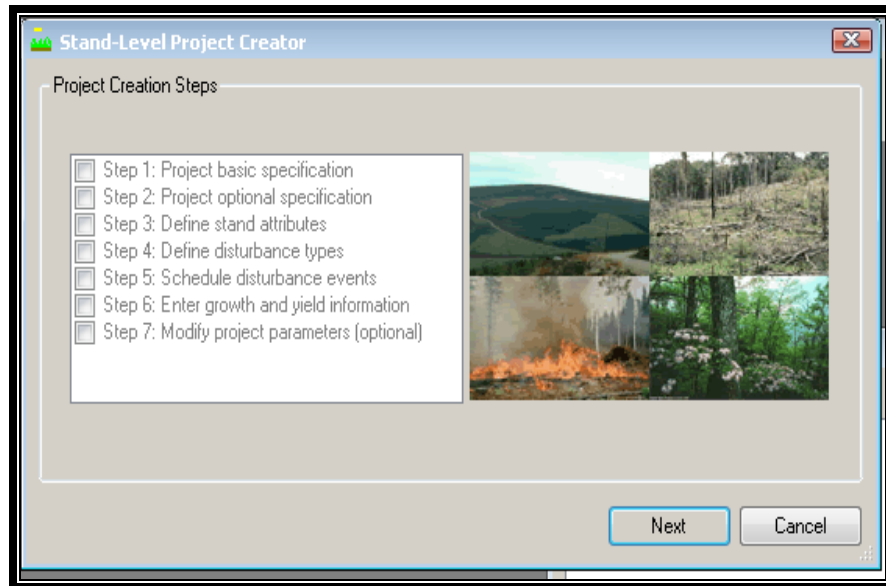 Stand-Level Project Creator
Project Creation Steps
Step 1: Project basic specification
Step 2: Project optional specification
Step 3: Define stand attributes
Step 4: Define disturbance types
Step 5: Schedule disturbance events
Step 6: Enter growth and yield information
Step 7: Modify project parameters (optional)
Next Cancel